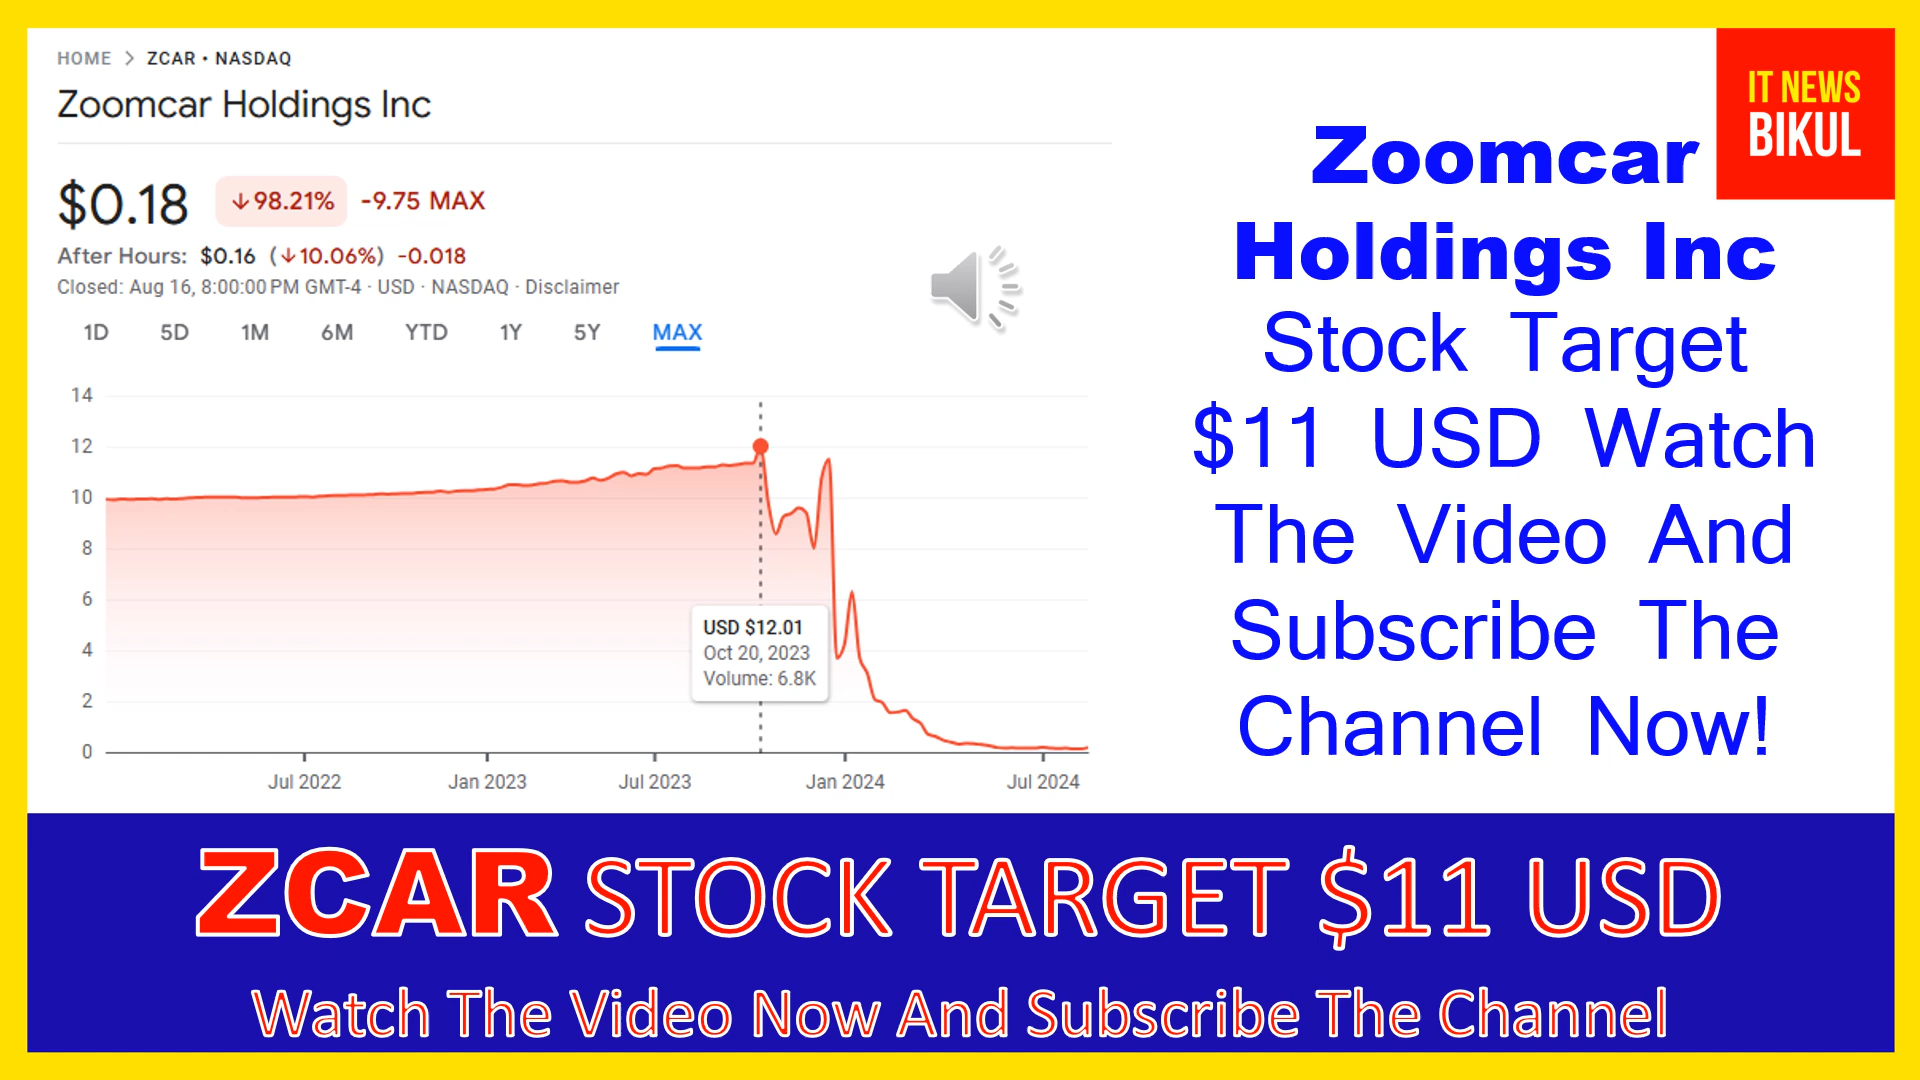 HOME > ZCAR • NASDAQ
Zoomcar Holdings Inc
$0.18 ↓98.21% -9.75 MAX
After Hours: $0.16 (↓10.06%) -0.018
Closed: Aug 16, 8:00:00 PM GMT-4 · USD · NASDAQ · Disclaimer
1D 5D 1M 6M YTD 1Y 5Y MAX
14
12
10
8
6
4
2
0
USD $12.01
Oct 20, 2023
Volume: 6.8K
Jul 2022 Jan 2023 Jul 2023 Jan 2024 Jul 2024
IT NEWS
BIKUL
Zoomcar
Holdings Inc
Stock Target
$11 USD Watch
The Video And
Subscribe The
Channel Now!
ZCAR STOCK TARGET $11 USD
Watch The Video Now And Subscribe The Channel